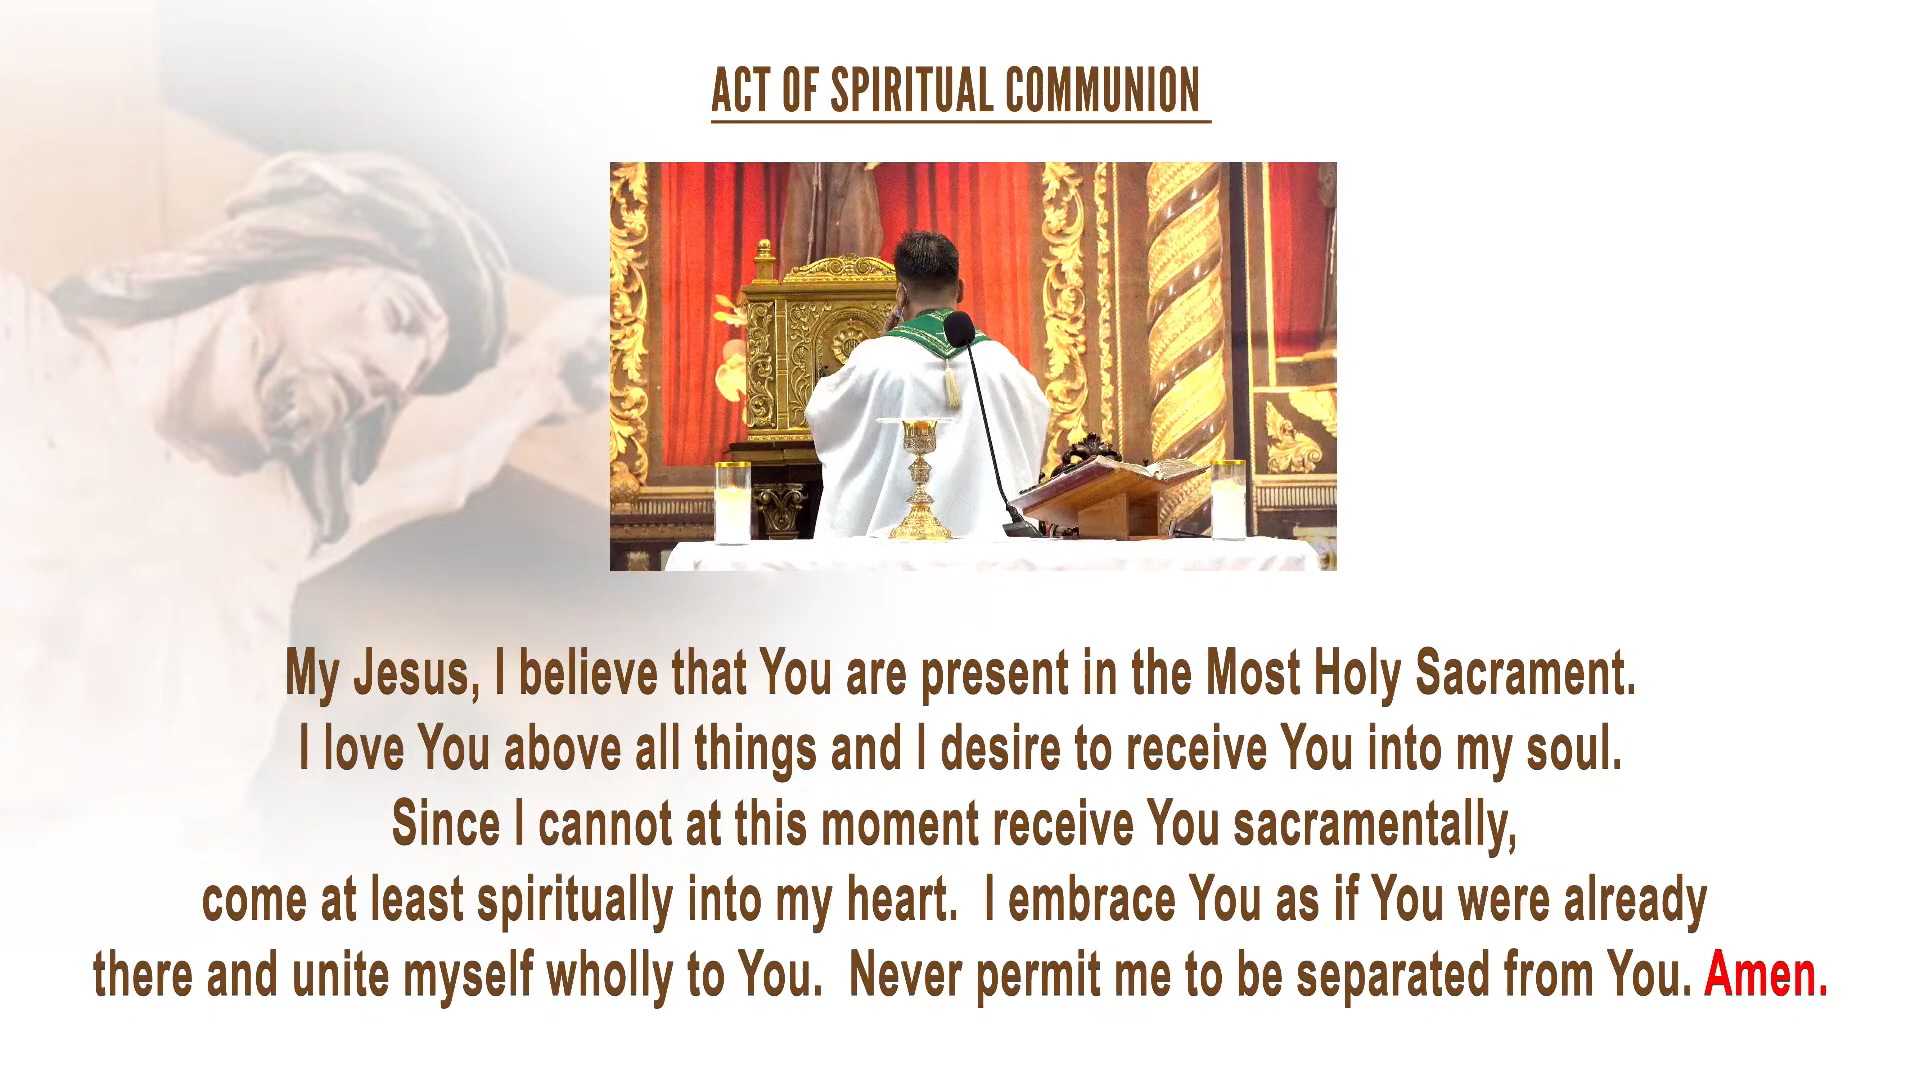 ACT OF SPIRITUAL COMMUNION
My Jesus, I believe that You are present in the Most Holy Sacrament.
I love You above all things and I desire to receive You into my soul.
Since I cannot at this moment receive You sacramentally,
come at least spiritually into my heart.  I embrace You as if You were already
there and unite myself wholly to You.  Never permit me to be separated from You. Amen.